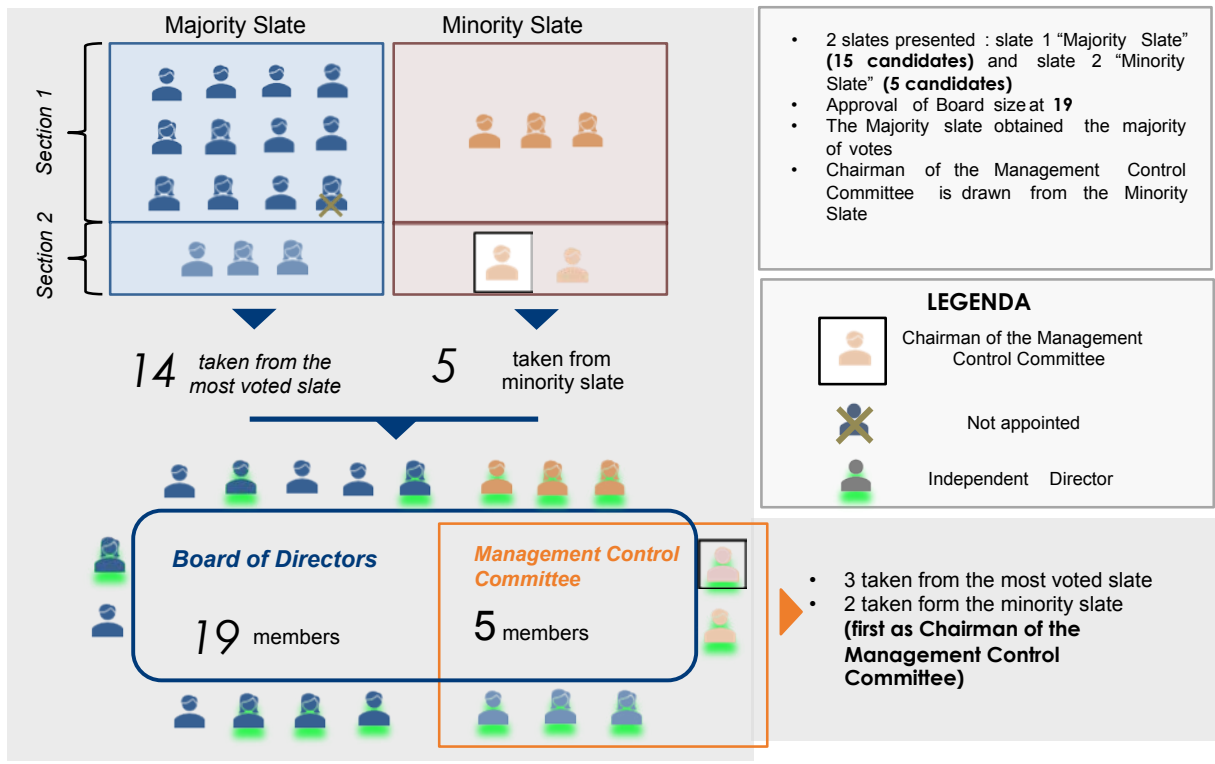 Majority Slate
Minority Slate
Section 1
Section 2
14
taken from the
most voted slate
5
taken from
minority slate
Board of Directors
19 members
Management Control
Committee
5 members
• 2 slates presented : slate 1 “Majority Slate”
(15 candidates) and slate 2 “Minority
Slate” (5 candidates)
• Approval of Board size at 19
• The Majority slate obtained the majority
of votes
• Chairman of the Management Control
Committee is drawn from the Minority
Slate
LEGENDA
Chairman of the Management
Control Committee
Not appointed
Independent Director
• 3 taken from the most voted slate
• 2 taken form the minority slate
(first as Chairman of the
Management Control
Committee)